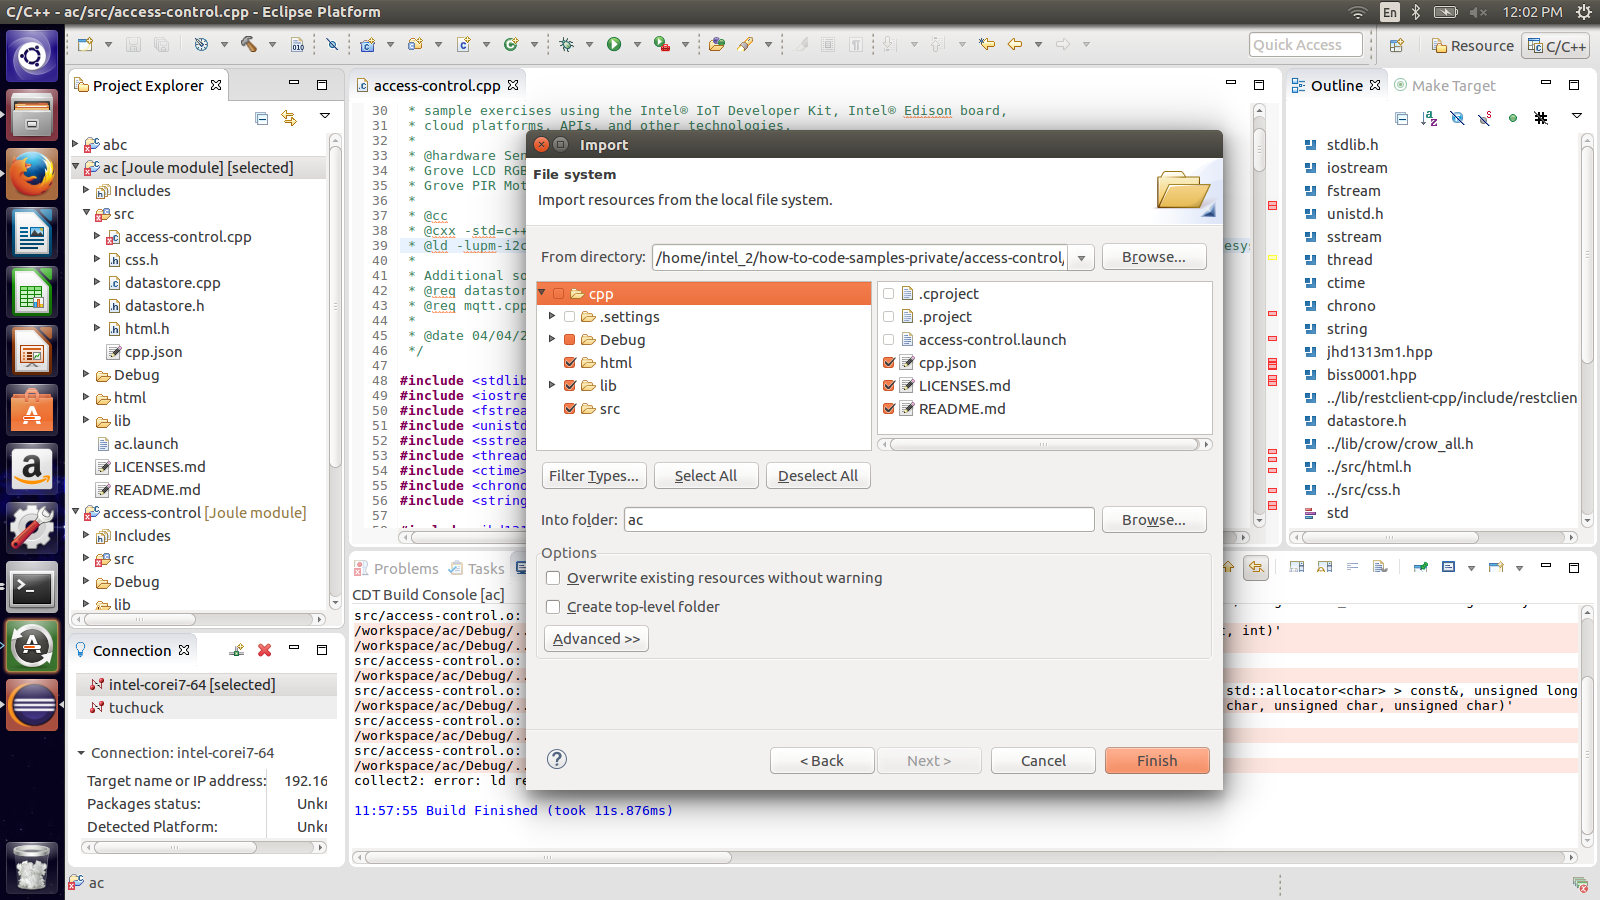 C/C++ - ac/src/access-control.cpp - Eclipse Platform
En
12:02 PM
Quick Access
Resource
C/C++
Project Explorer
abc
ac [Joule module] [selected]
Includes
src
access-control.cpp
css.h
datastore.cpp
datastore.h
html.h
cpp.json
Debug
html
lib
ac.launch
LICENSES.md
README.md
access-control [Joule module]
Includes
src
Debug
lib
Connection
intel-corei7-64 [selected]
tuchuck
Connection: intel-corei7-64
Target name or IP address: 192.16
Packages status:
Detected Platform:
ac
access-control.cpp
30 * sample exercises using the Intel® IoT Developer Kit, Intel® Edison board,
31 * cloud platforms, APIs, and other technologies.
32 *
33 * @hardware Sen
34 * Grove LCD RGB
35 * Grove PIR Mot
36 *
37 * @cc
38 * @cxx -std=c++
39 * @ld -lupm-i2c
40 *
41 * Additional so
42 * @req datastor
43 * @req mqtt.cpp
44 *
45 * @date 04/04/2
46 */
47
48 #include <stdlib
49 #include <iostre
50 #include <fstrea
51 #include <unistd
52 #include <sstrea
53 #include <thread
54 #include <ctime>
55 #include <chrono
56 #include <string
57
Import
File system
Import resources from the local file system.
From directory: /home/intel_2/how-to-code-samples-private/access-control/
Browse...
cpp
.settings
Debug
html
lib
src
.cproject
.project
access-control.launch
cpp.json
LICENSES.md
README.md
Filter Types...
Select All
Deselect All
Into folder: ac
Browse...
Options
Overwrite existing resources without warning
Create top-level folder
Advanced >>
< Back
Next >
Cancel
Finish
Outline
Make Target
stdlib.h
iostream
fstream
unistd.h
sstream
thread
ctime
chrono
string
jhd1313m1.hpp
biss0001.hpp
../lib/restclient-cpp/include/restclien
datastore.h
../lib/crow/crow_all.h
../src/html.h
../src/css.h
std
Problems
Tasks
CDT Build Console [ac]
src/access-control.o:
/workspace/ac/Debug/.. , int)'
/workspace/ac/Debug/..
src/access-control.o:
/workspace/ac/Debug/..
src/access-control.o: std::allocator<char> > const&, unsigned long
/workspace/ac/Debug/.. char, unsigned char, unsigned char)'
src/access-control.o:
/workspace/ac/Debug/..
src/access-control.o:
/workspace/ac/Debug/..
collect2: error: ld re
11:57:55 Build Finished (took 11s.876ms)